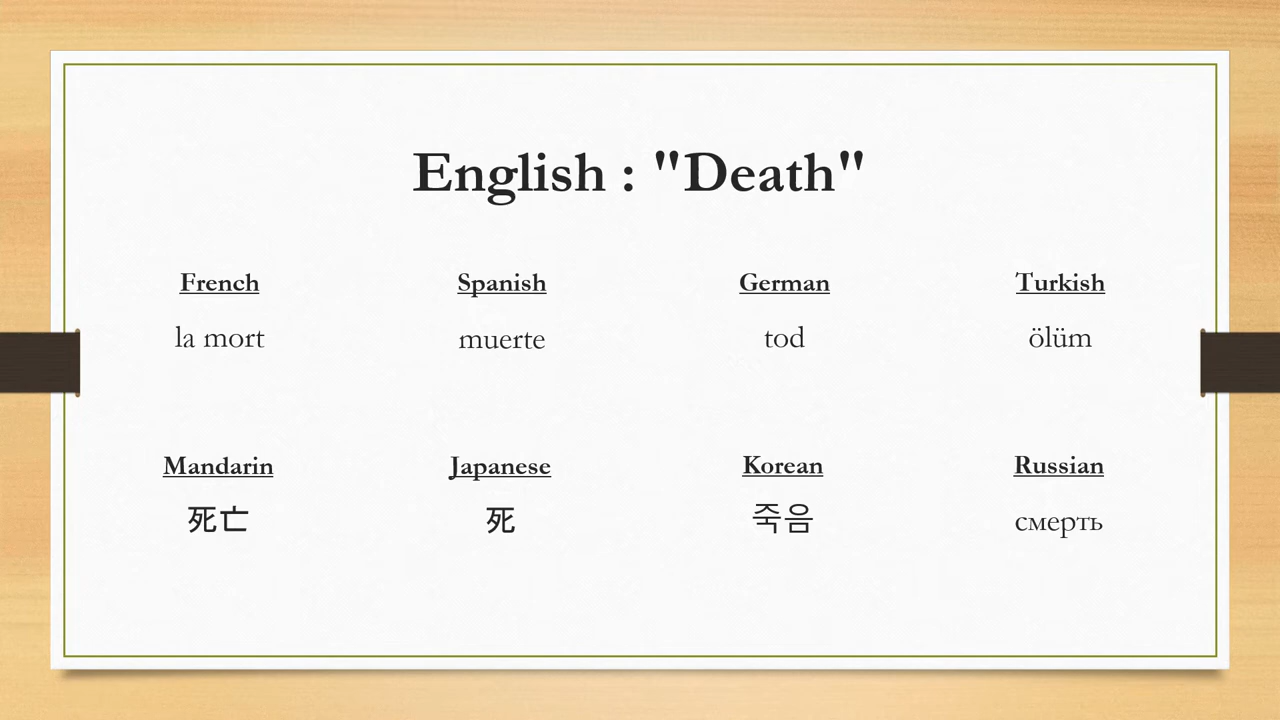 English : "Death"
French
Spanish
German
Turkish
la mort
muerte
tod
ölüm
Mandarin
Japanese
Korean
Russian
死亡
死
죽음
смерть